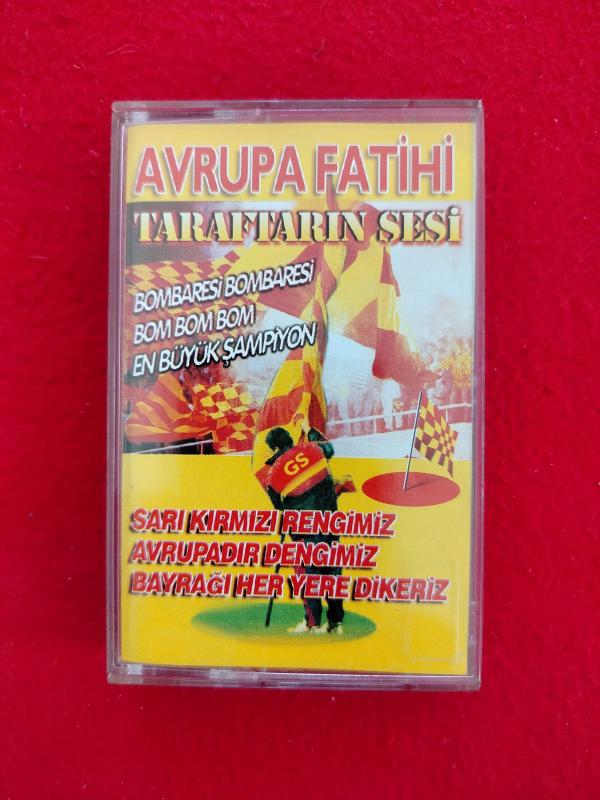 AVRUPA FATİHİ
TARAFTARIN SESİ
BOMBARESİ BOMBARESİ
BOM BOM BOM
EN BÜYÜK ŞAMPİYON
GS
SARI KIRMIZI RENGİMİZ
AVRUPADIR DENGİMİZ
BAYRAĞI HER YERE DİKERİZ